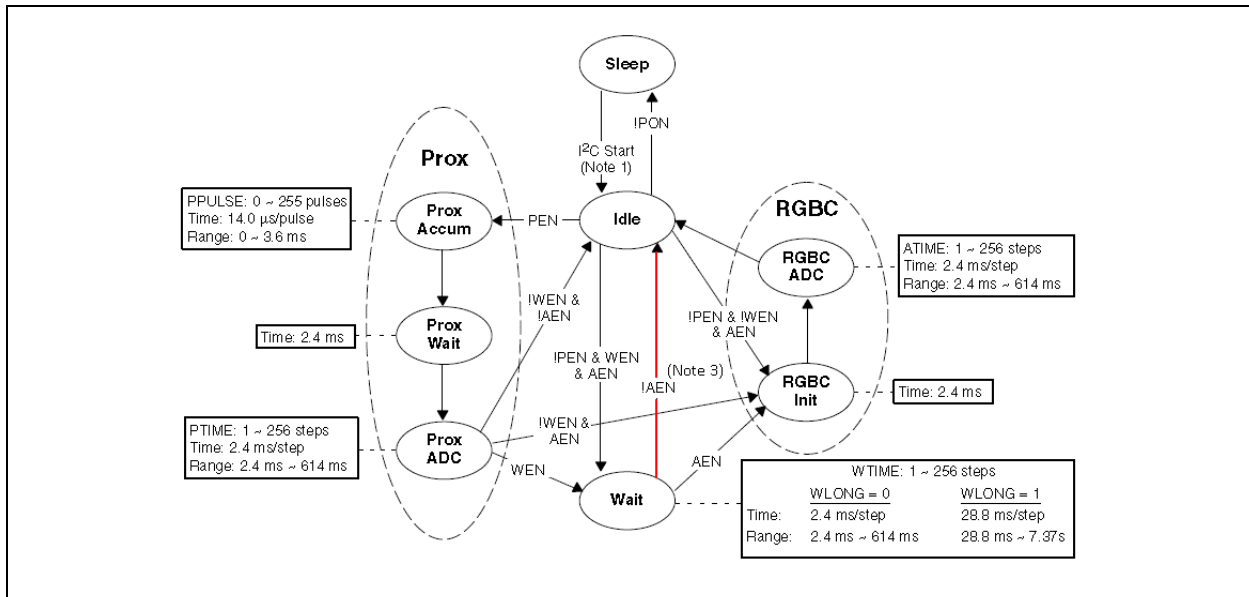 Sleep
!PON
I²C Start
(Note 1)
Prox
RGBC
PPULSE: 0 ~ 255 pulses
Time: 14.0 µs/pulse
Range: 0 ~ 3.6 ms
Prox
Accum
PEN
Idle
RGBC
ADC
ATIME: 1 ~ 256 steps
Time: 2.4 ms/step
Range: 2.4 ms ~ 614 ms
!WEN &
!AEN
!PEN & !WEN
& AEN
Time: 2.4 ms
Prox
Wait
!PEN & WEN
& AEN
(Note 3)
!AEN
RGBC
Init
Time: 2.4 ms
PTIME: 1 ~ 256 steps
Time: 2.4 ms/step
Range: 2.4 ms ~ 614 ms
Prox
ADC
!WEN &
AEN
WEN
AEN
Wait
WTIME: 1 ~ 256 steps
WLONG = 0 WLONG = 1
Time: 2.4 ms/step 28.8 ms/step
Range: 2.4 ms ~ 614 ms 28.8 ms ~ 7.37s